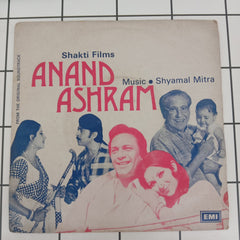 Shakti Films
ANAND
ASHRAM
Music ▪ Shyamal Mitra
FROM THE ORIGINAL SOUNDTRACK
EMI